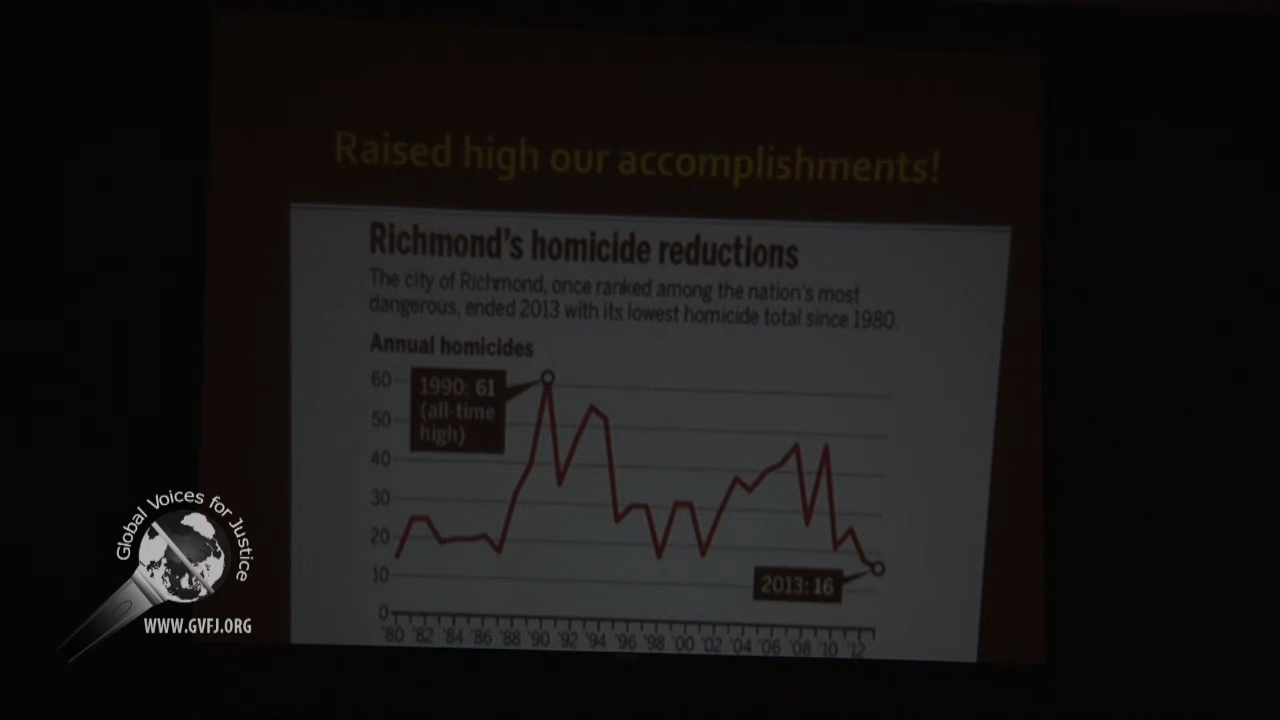 Raised high our accomplishments!
Richmond's homicide reductions
The city of Richmond, once ranked among the nation's most
dangerous, ended 2013 with its lowest homicide total since 1980.
Annual homicides
60
1990: 61
(all-time
high)
50
40
30
20
10
2013: 16
0
'80 '82 '84 '86 '88 '90 '92 '94 '96 '98 '00 '02 '04 '06 '08 '10 '12
Global Voices for Justice
WWW.GVFJ.ORG